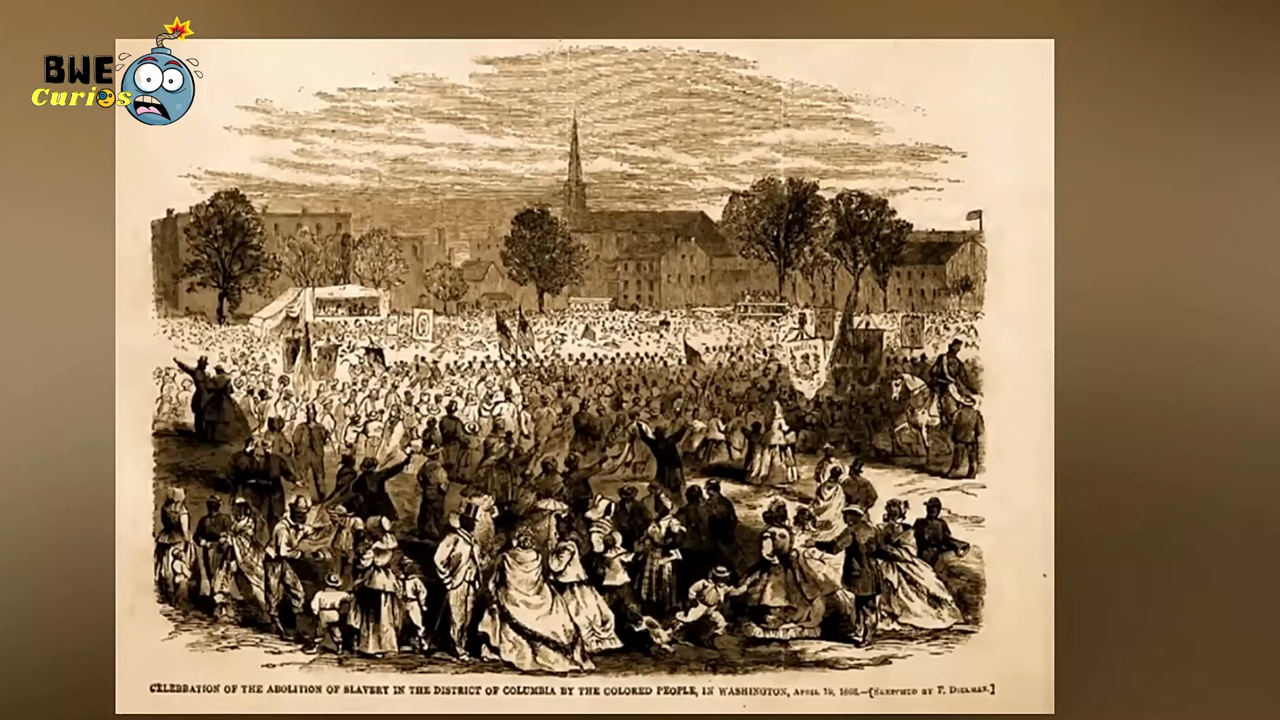 BWE
Curios
CELEBRATION OF THE ABOLITION OF SLAVERY IN THE DISTRICT OF COLUMBIA BY THE COLORED PEOPLE, IN WASHINGTON, APRIL 19, 1866.—[SKETCHED BY F. DIELMAN.]